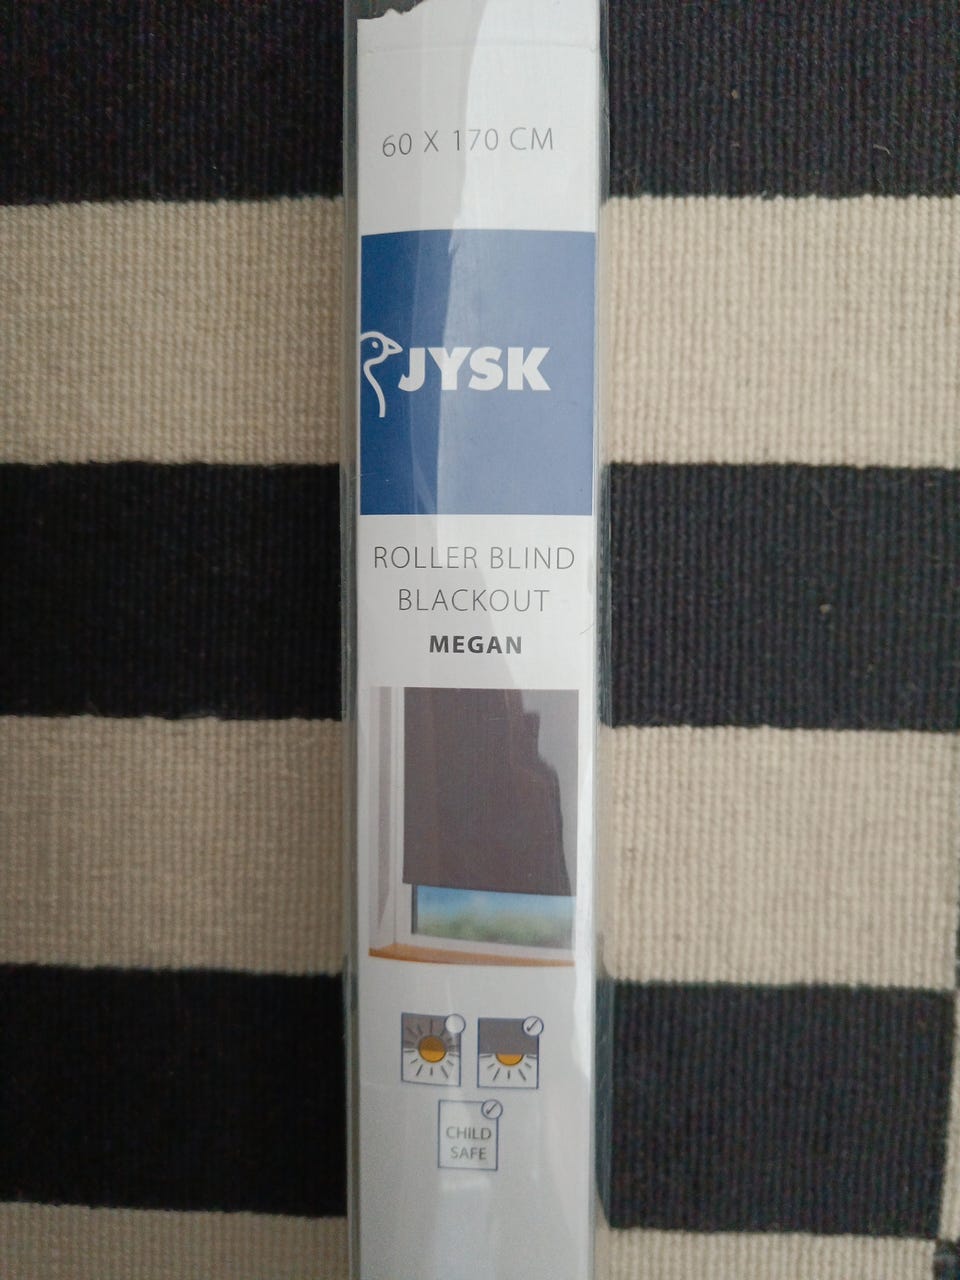 60 X 170 CM
JYSK
ROLLER BLIND
BLACKOUT
MEGAN
CHILD
SAFE